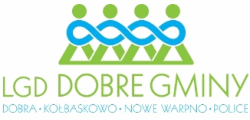 LGD DOBRE GMINY
DOBRA • KOŁBASKOWO • NOWE WARPNO • POLICE